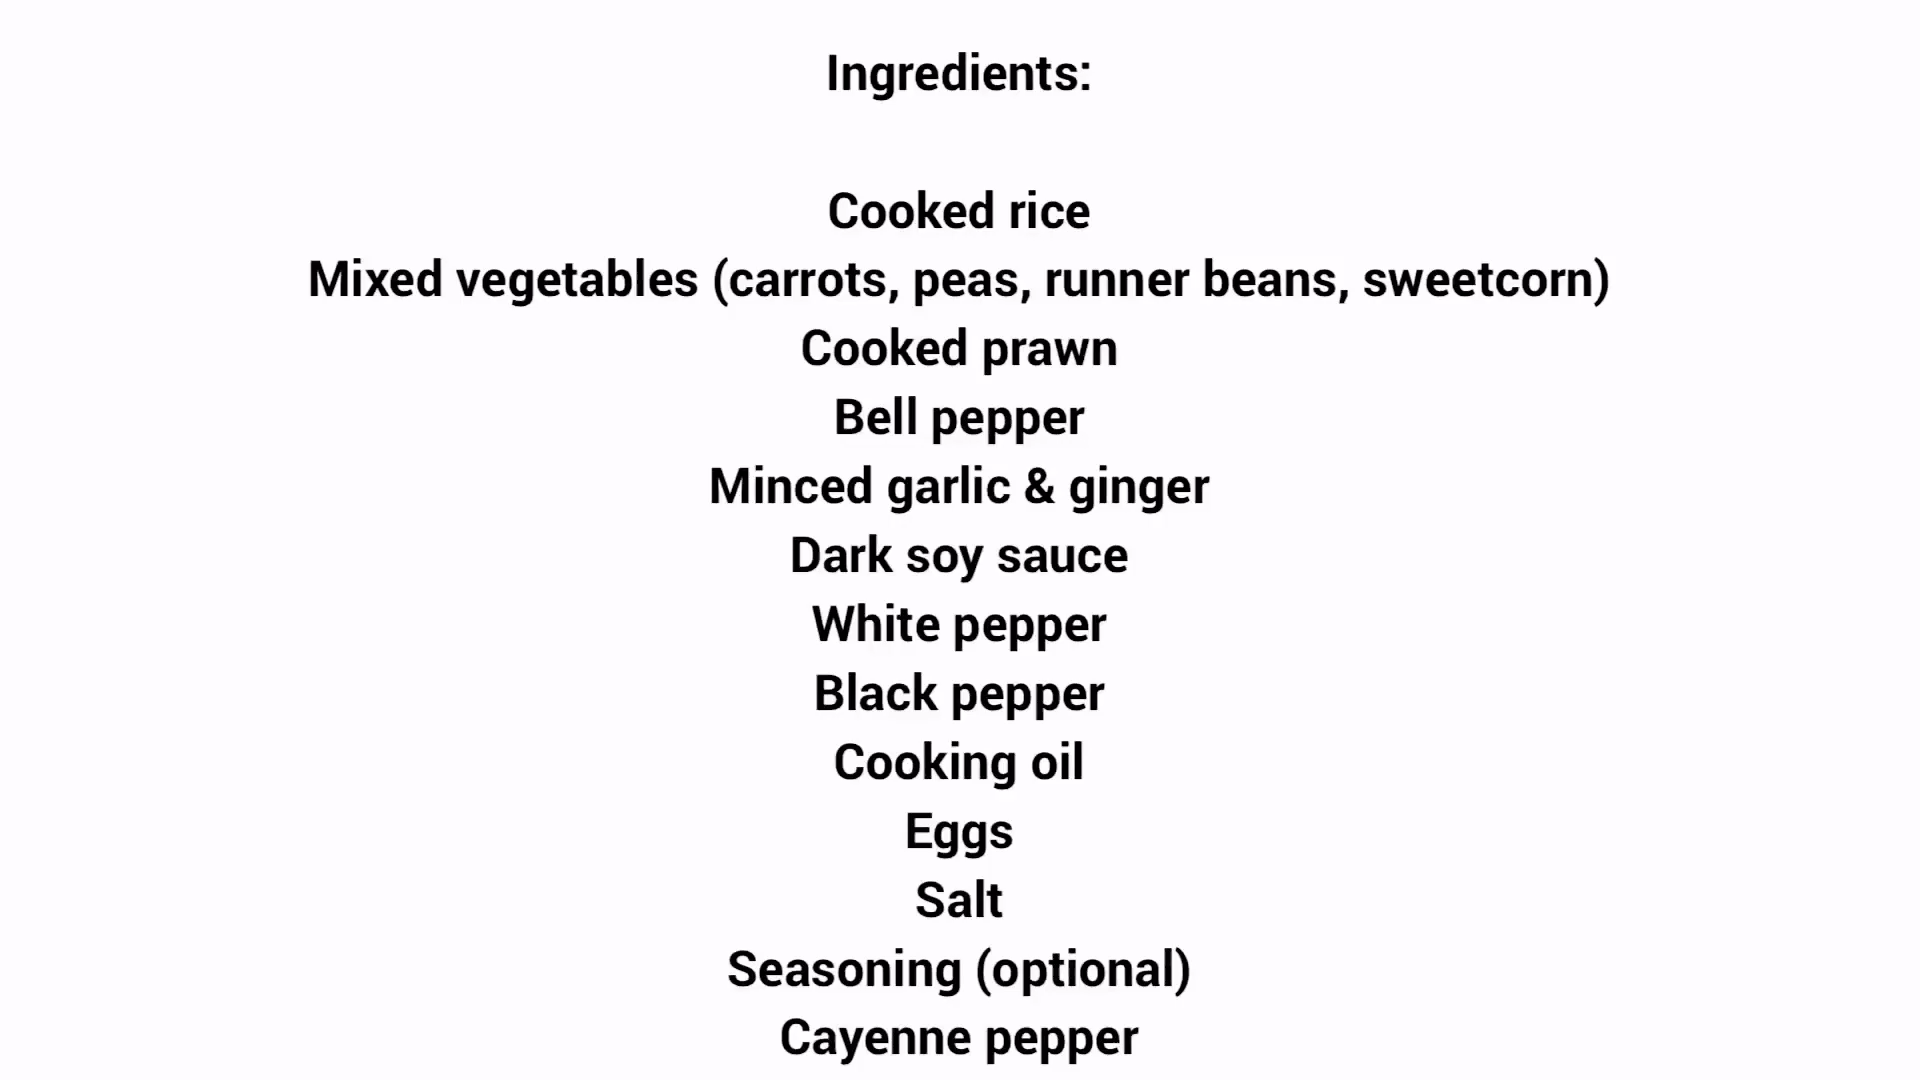 Ingredients:
Cooked rice
Mixed vegetables (carrots, peas, runner beans, sweetcorn)
Cooked prawn
Bell pepper
Minced garlic & ginger
Dark soy sauce
White pepper
Black pepper
Cooking oil
Eggs
Salt
Seasoning (optional)
Cayenne pepper